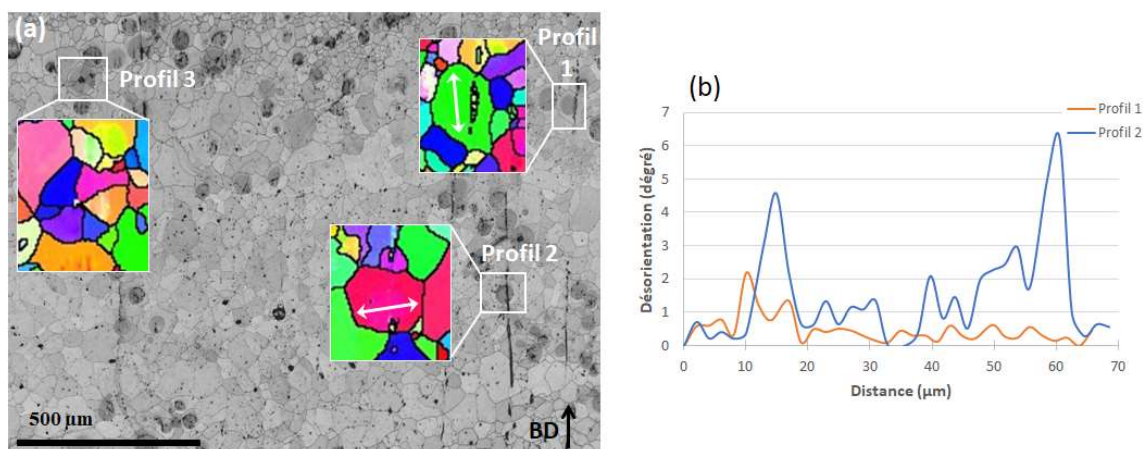 (a)
Profil 3
Profil
1
Profil 2
500 µm
BD
(b)
Profil 1
Profil 2
7
6
5
4
3
2
1
0
Désorientation (dégré)
0 10 20 30 40 50 60 70
Distance (µm)